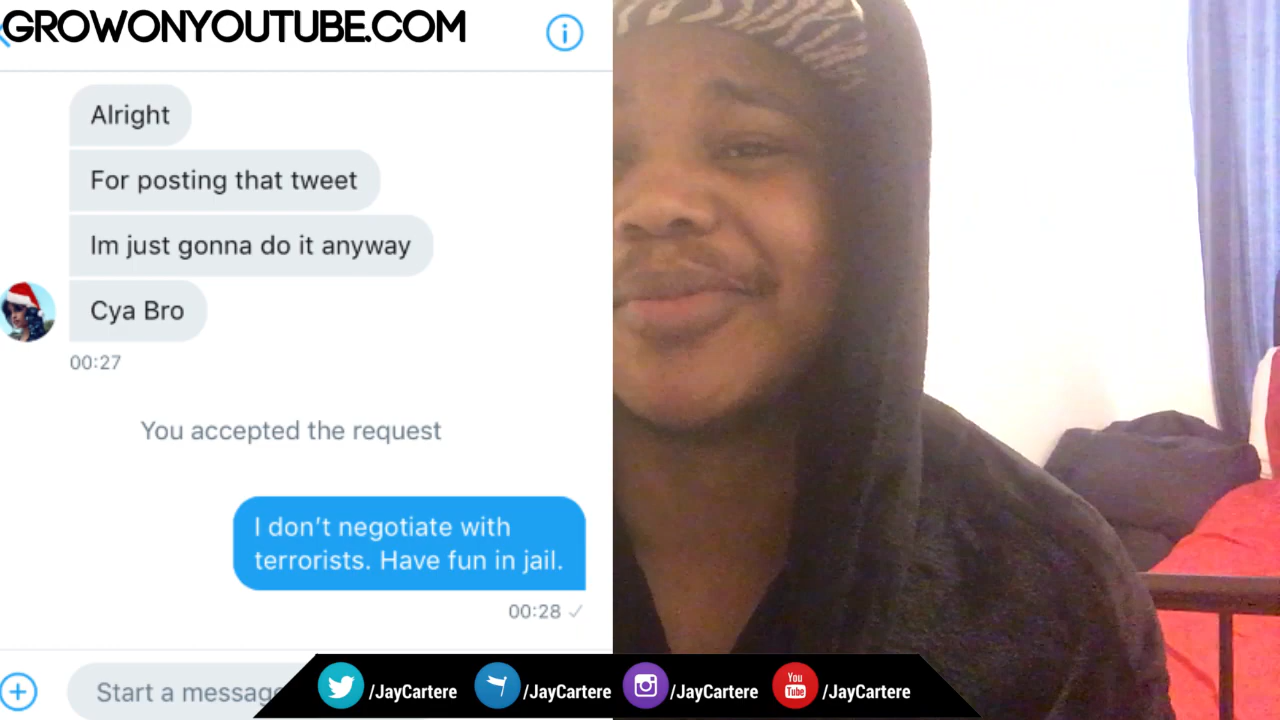 GROWONYOUTUBE.COM
Alright
For posting that tweet
Im just gonna do it anyway
Cya Bro
00:27
You accepted the request
I don't negotiate with
terrorists. Have fun in jail.
00:28
Start a message
/JayCartere
/JayCartere
/JayCartere
You
Tube
/JayCartere